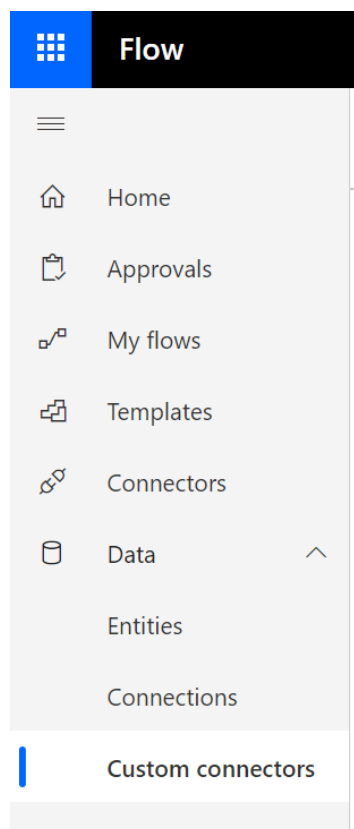 Flow
Home
Approvals
My flows
Templates
Connectors
Data
Entities
Connections
Custom connectors